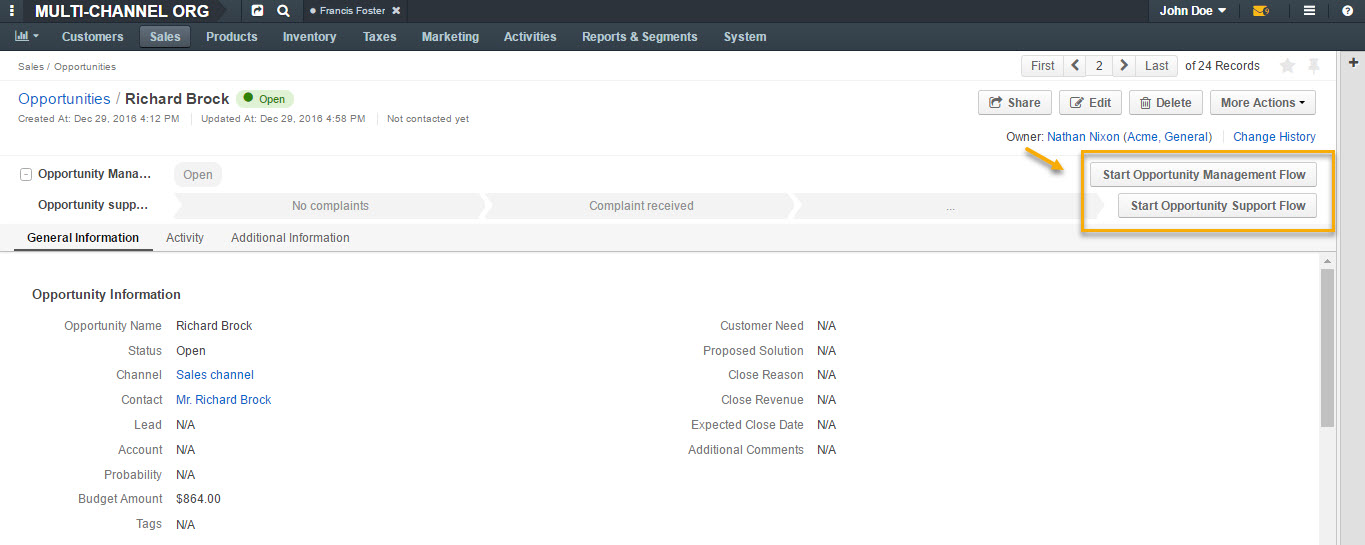 MULTI-CHANNEL ORG Francis Foster John Doe
Customers Sales Products Inventory Taxes Marketing Activities Reports & Segments System
Sales / Opportunities First 2 Last of 24 Records
Opportunities / Richard Brock Open Share Edit Delete More Actions
Created At: Dec 29, 2016 4:12 PM Updated At: Dec 29, 2016 4:58 PM Not contacted yet
Owner: Nathan Nixon (Acme, General) Change History
Opportunity Mana... Open Start Opportunity Management Flow
Opportunity supp... No complaints Complaint received ... Start Opportunity Support Flow
General Information Activity Additional Information
Opportunity Information
Opportunity Name Richard Brock Customer Need N/A
Status Open Proposed Solution N/A
Channel Sales channel Close Reason N/A
Contact Mr. Richard Brock Close Revenue N/A
Lead N/A Expected Close Date N/A
Account N/A Additional Comments N/A
Probability N/A
Budget Amount $864.00
Tags N/A